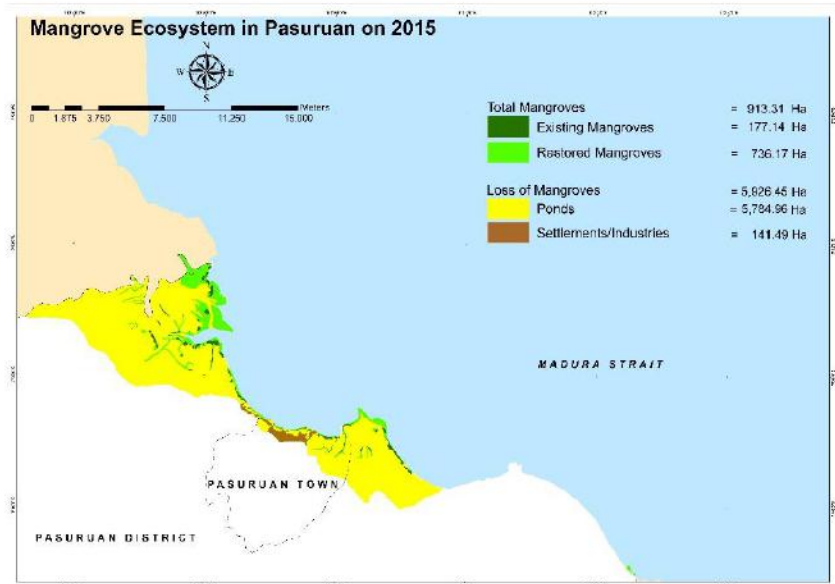 Mangrove Ecosystem in Pasuruan on 2015
N
W E
S
Meters
0 1.875 3.750 7.500 11.250 15.000
Total Mangroves = 913.31 Ha
Existing Mangroves = 177.14 Ha
Restored Mangroves = 736.17 Ha
Loss of Mangroves = 5,926.45 Ha
Ponds = 5,784.96 Ha
Settlements/Industries = 141.49 Ha
MADURA STRAIT
PASURUAN TOWN
PASURUAN DISTRICT